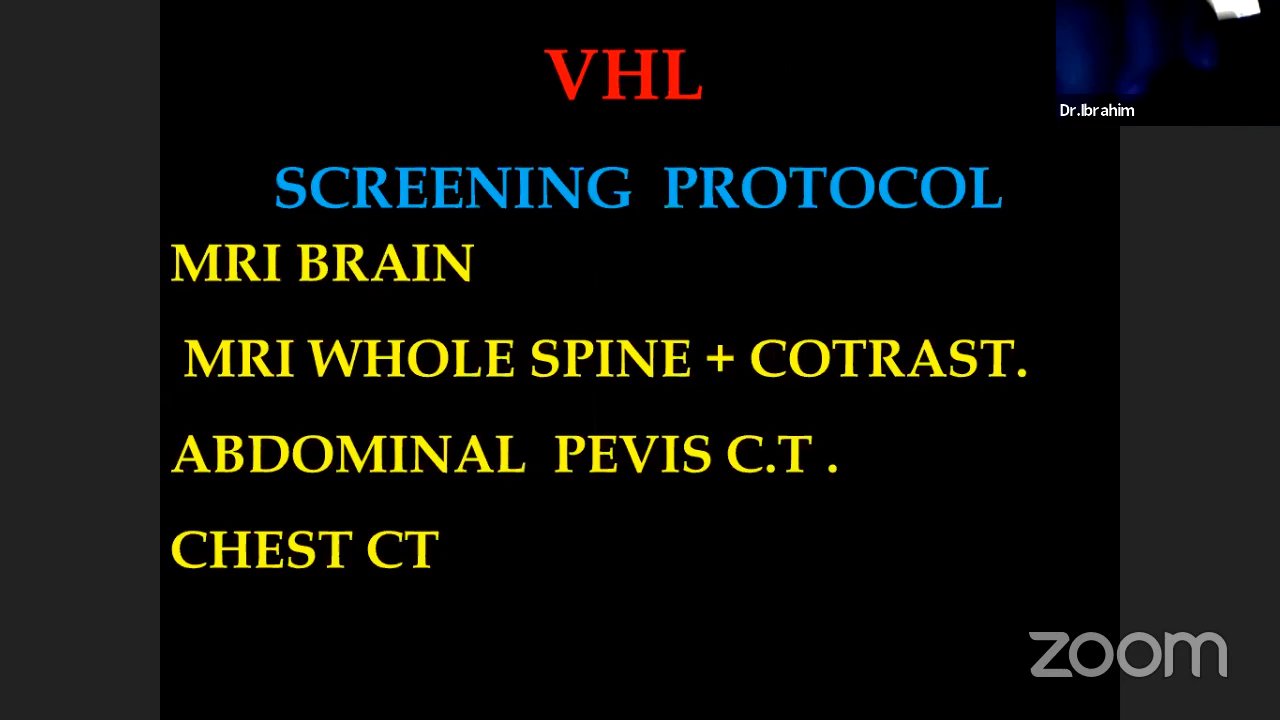 VHL
Dr.Ibrahim
SCREENING PROTOCOL
MRI BRAIN
MRI WHOLE SPINE + COTRAST.
ABDOMINAL PEVIS C.T .
CHEST CT
zoom